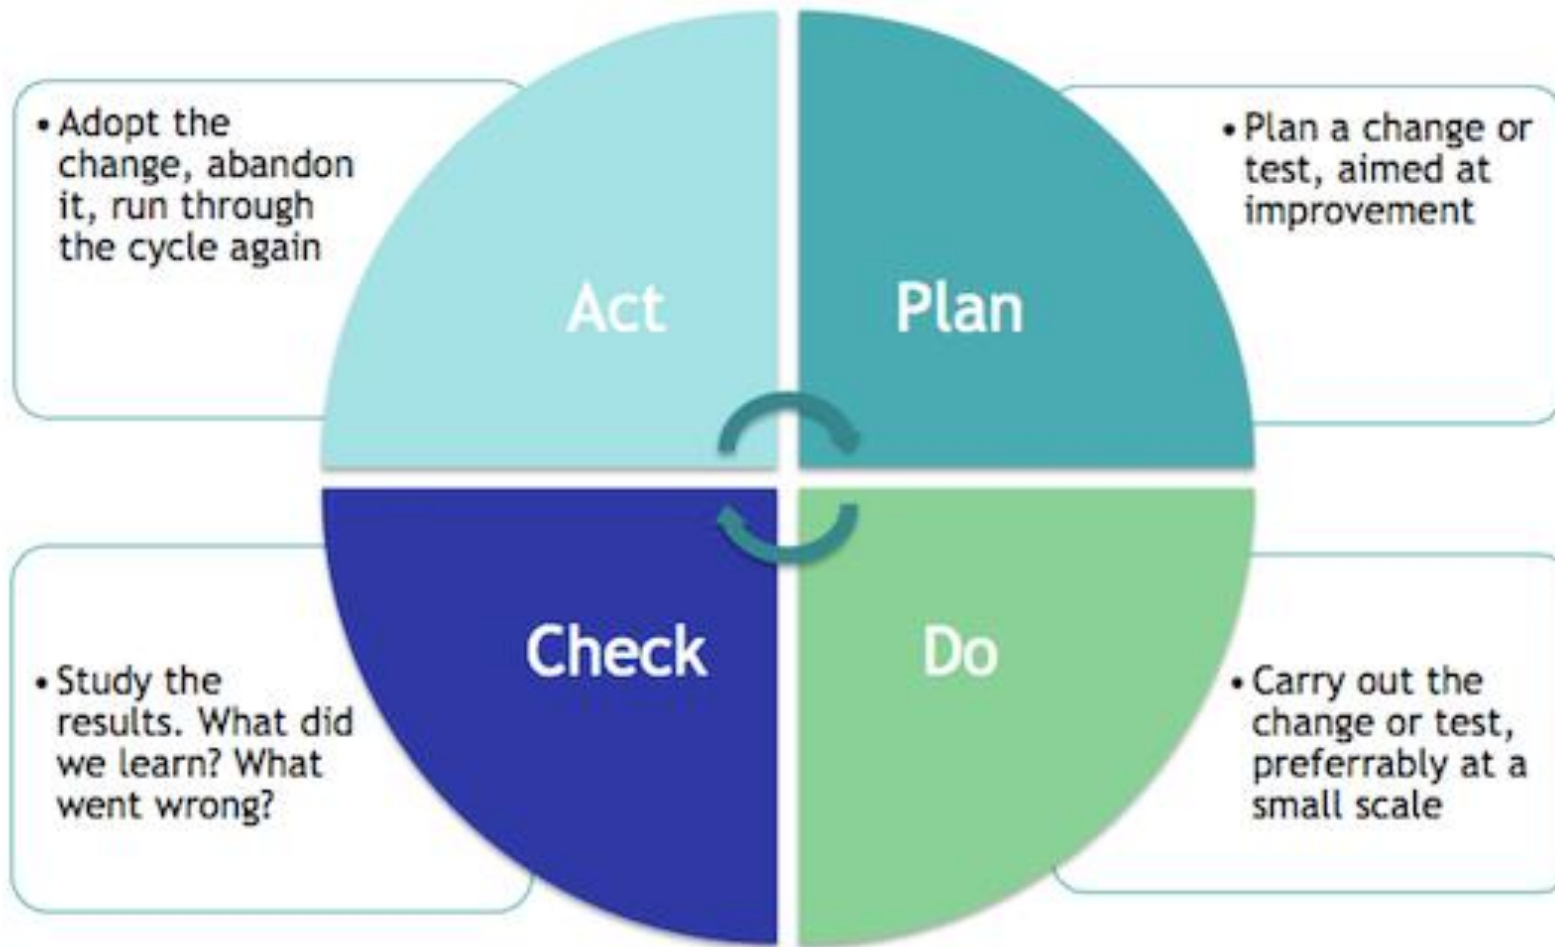 • Adopt the
change, abandon
it, run through
the cycle again
Act
Plan
• Plan a change or
test, aimed at
improvement
• Study the
results. What did
we learn? What
went wrong?
Check
Do
• Carry out the
change or test,
preferrably at a
small scale